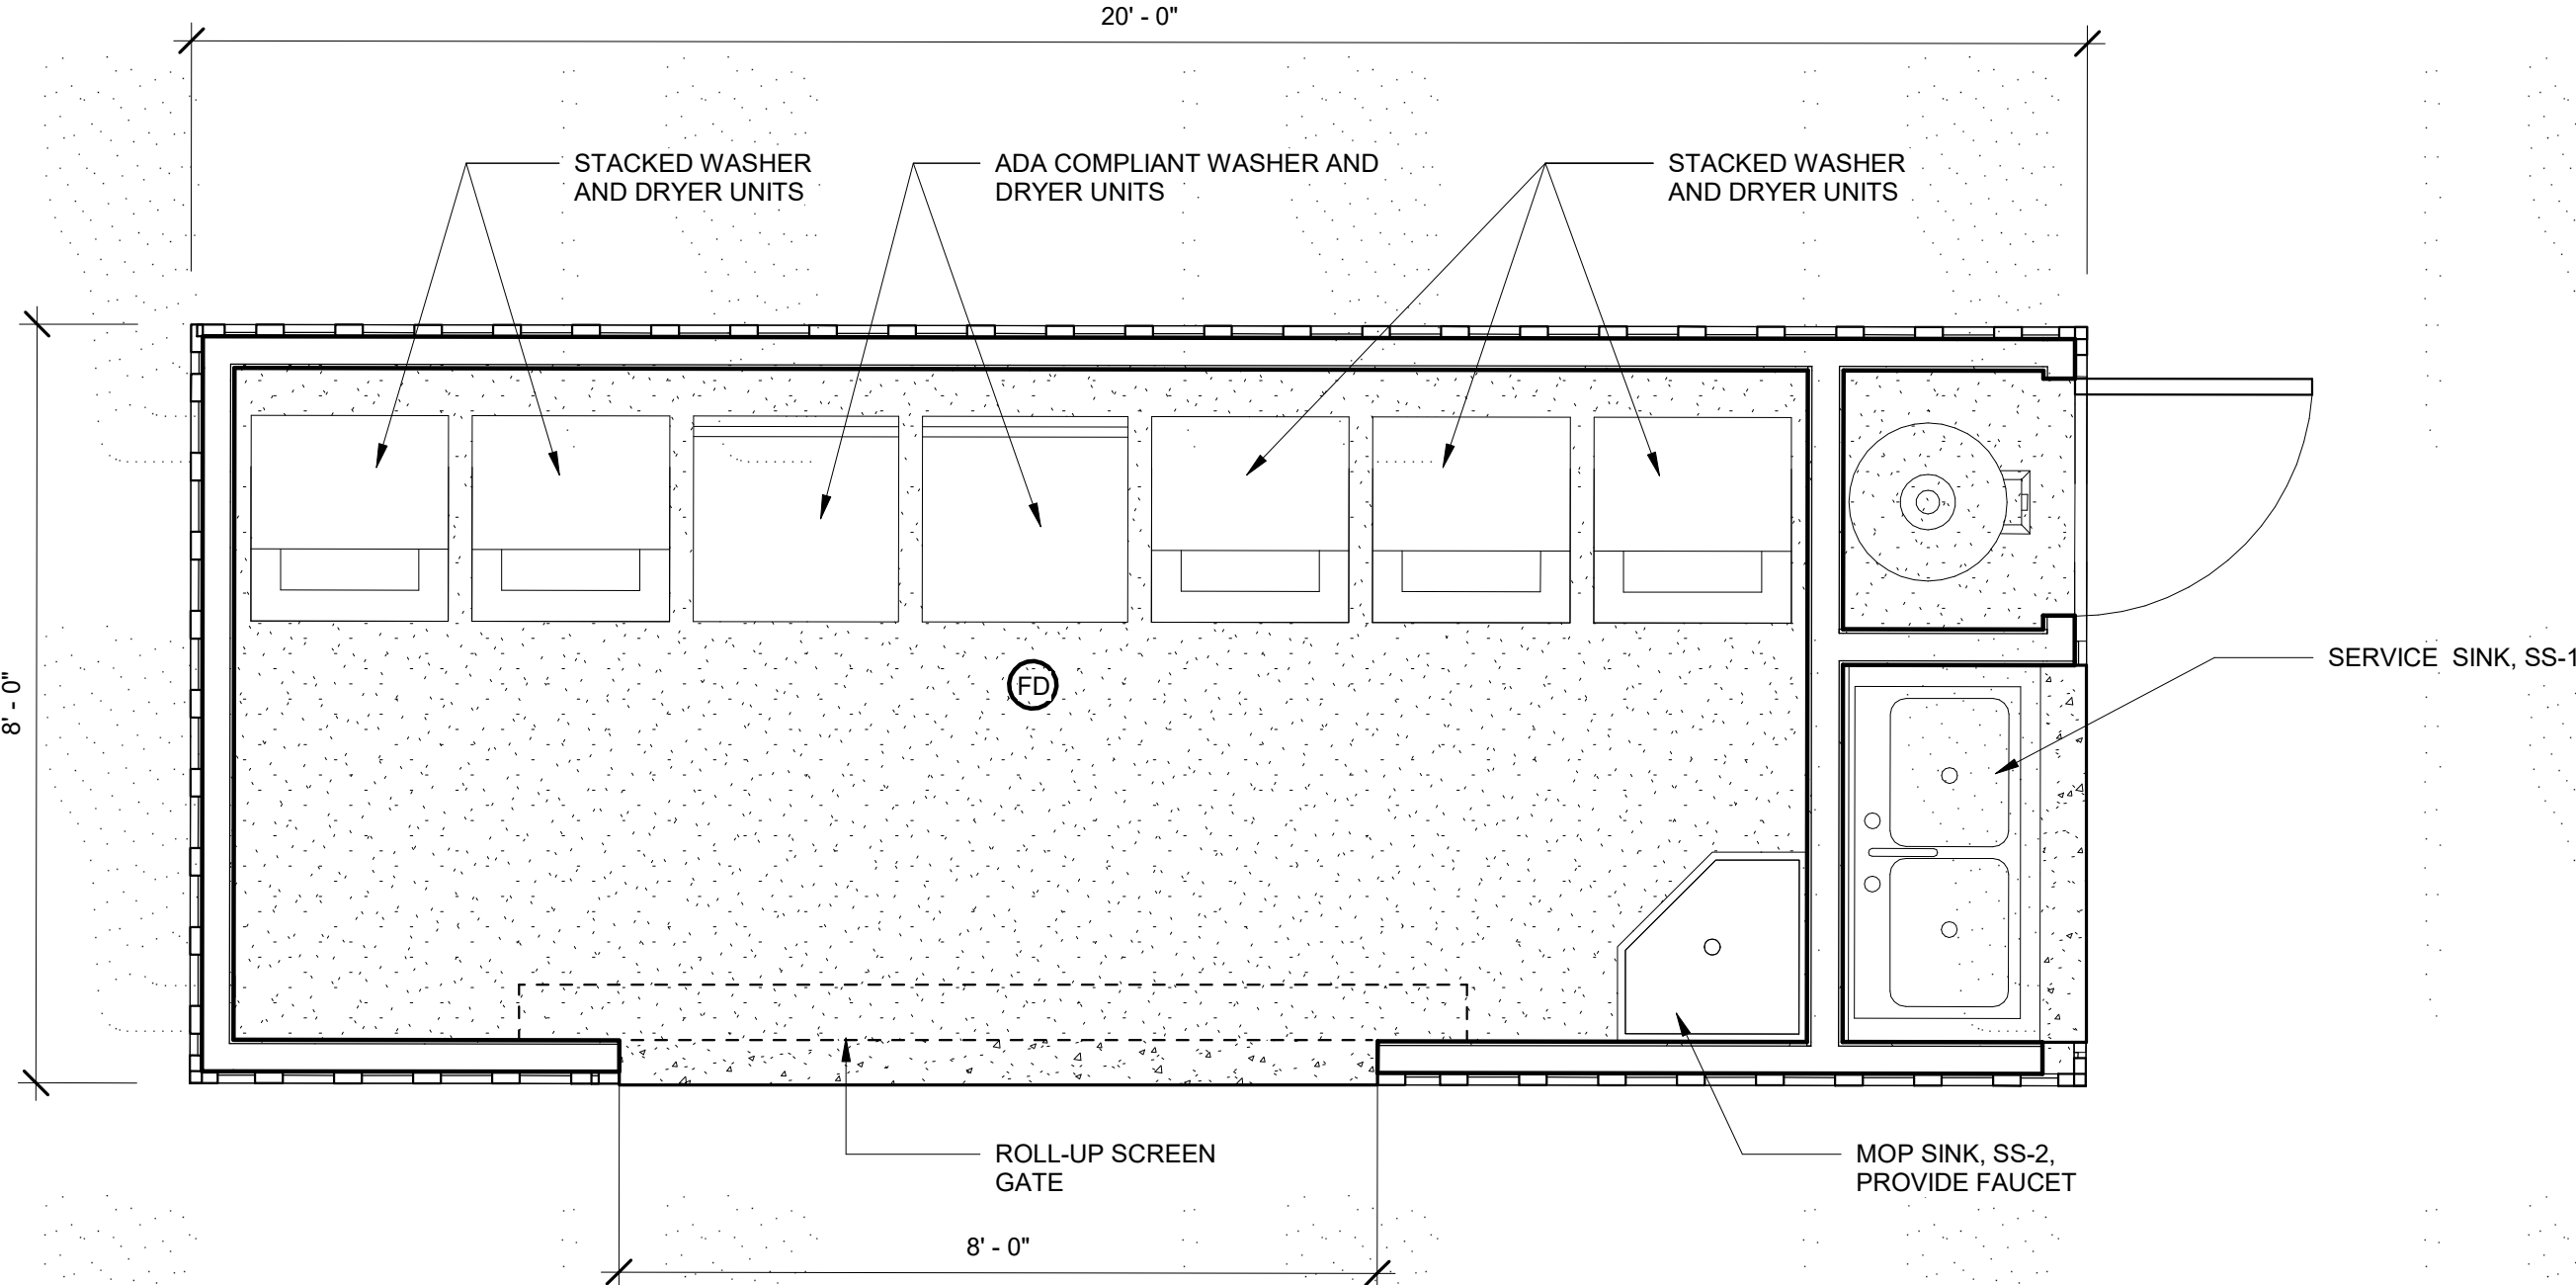 20' - 0"
STACKED WASHER
AND DRYER UNITS
ADA COMPLIANT WASHER AND
DRYER UNITS
STACKED WASHER
AND DRYER UNITS
8' - 0"
FD
SERVICE SINK, SS-1
ROLL-UP SCREEN
GATE
MOP SINK, SS-2,
PROVIDE FAUCET
8' - 0"